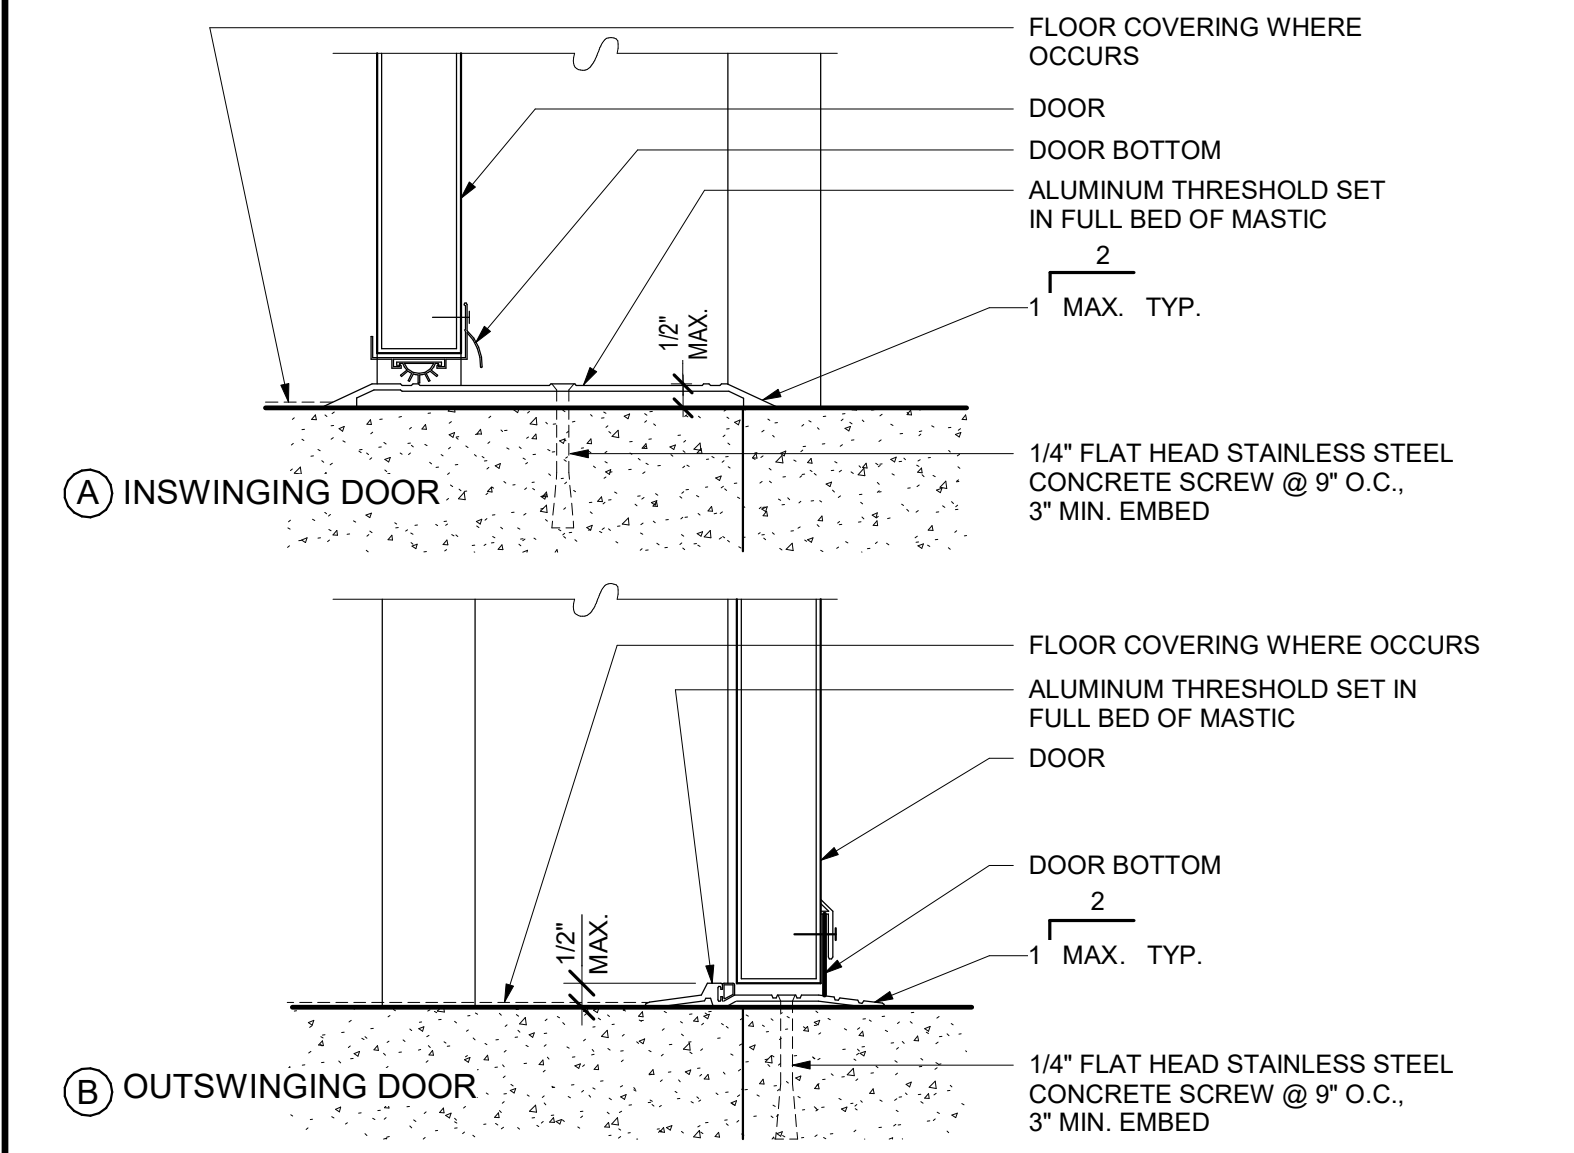 FLOOR COVERING WHERE
OCCURS
DOOR
DOOR BOTTOM
ALUMINUM THRESHOLD SET
IN FULL BED OF MASTIC
2
1 MAX. TYP.
1/2"
MAX.
1/4" FLAT HEAD STAINLESS STEEL
CONCRETE SCREW @ 9" O.C.,
3" MIN. EMBED
A INSWINGING DOOR
FLOOR COVERING WHERE OCCURS
ALUMINUM THRESHOLD SET IN
FULL BED OF MASTIC
DOOR
DOOR BOTTOM
2
1 MAX. TYP.
1/2"
MAX.
1/4" FLAT HEAD STAINLESS STEEL
CONCRETE SCREW @ 9" O.C.,
3" MIN. EMBED
B OUTSWINGING DOOR